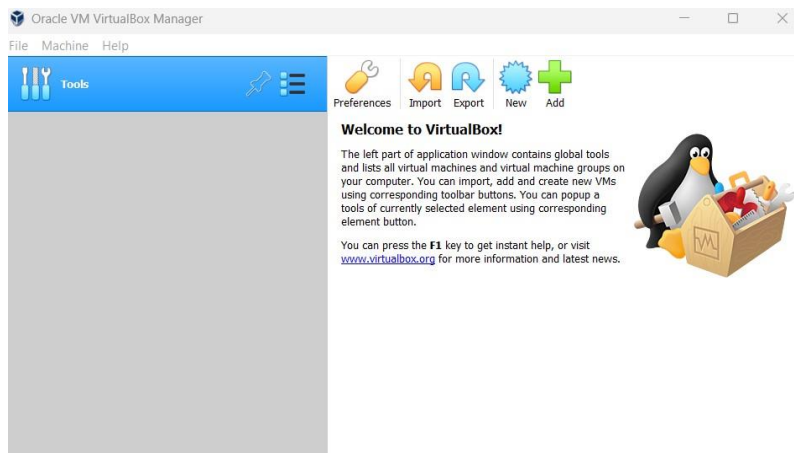 Oracle VM VirtualBox Manager
File Machine Help
Tools
Preferences Import Export New Add
Welcome to VirtualBox!
The left part of application window contains global tools
and lists all virtual machines and virtual machine groups on
your computer. You can import, add and create new VMs
using corresponding toolbar buttons. You can popup a
tools of currently selected element using corresponding
element button.
You can press the F1 key to get instant help, or visit
www.virtualbox.org for more information and latest news.